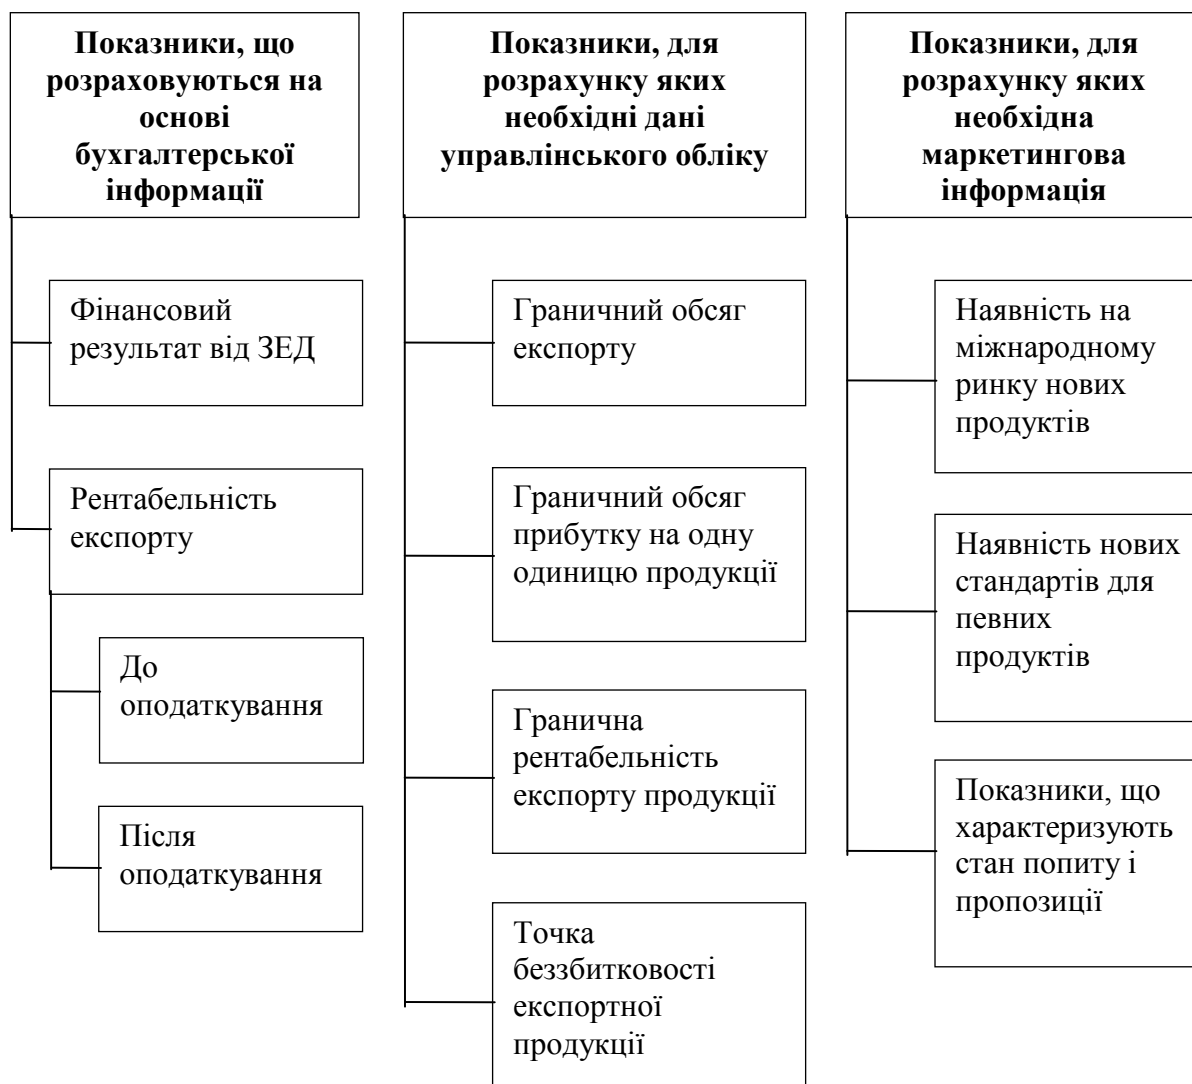 Показники, що
розраховуються на
основі
бухгалтерської
інформації
Фінансовий
результат від ЗЕД
Рентабельність
експорту
До
оподаткування
Після
оподаткування
Показники, для
розрахунку яких
необхідні дані
управлінського обліку
Граничний обсяг
експорту
Граничний обсяг
прибутку на одну
одиницю продукції
Гранична
рентабельність
експорту продукції
Точка
беззбитковості
експортної
продукції
Показники, для
розрахунку яких
необхідна
маркетингова
інформація
Наявність на
міжнародному
ринку нових
продуктів
Наявність нових
стандартів для
певних
продуктів
Показники, що
характеризують
стан попиту і
пропозиції